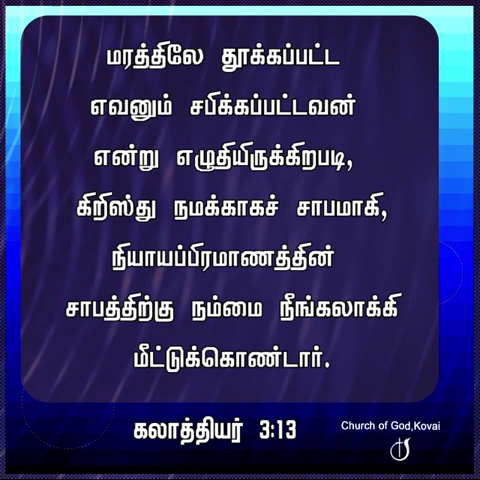 மரத்திலே தூக்கப்பட்ட
எவனும் சபிக்கப்பட்டவன்
என்று எழுதியிருக்கிறபடி,
கிறிஸ்து நமக்காகச் சாபமாகி,
நியாயப்பிரமாணத்தின்
சாபத்திற்கு நம்மை நீங்கலாக்கி
மீட்டுக்கொண்டார்.
கலாத்தியர் 3:13
Church of God,Kovai